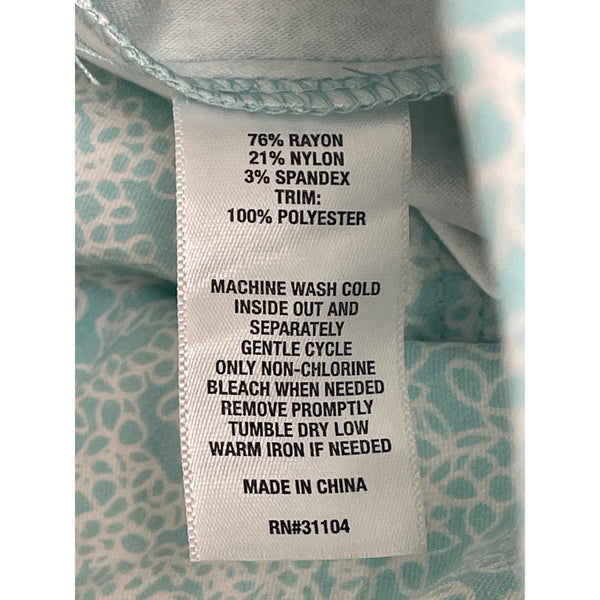 76% RAYON
21% NYLON
3% SPANDEX
TRIM:
100% POLYESTER
MACHINE WASH COLD
INSIDE OUT AND
SEPARATELY
GENTLE CYCLE
ONLY NON-CHLORINE
BLEACH WHEN NEEDED
REMOVE PROMPTLY
TUMBLE DRY LOW
WARM IRON IF NEEDED
MADE IN CHINA
RN#31104